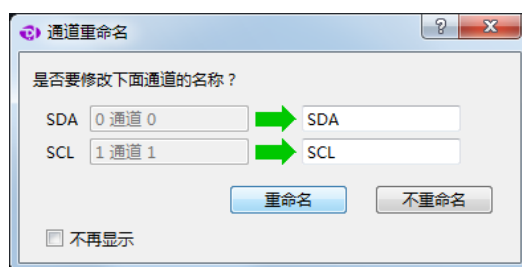 通道重命名
是否要修改下面通道的名称？
SDA 0 通道 0 SDA
SCL 1 通道 1 SCL
重命名 不重命名
不再显示